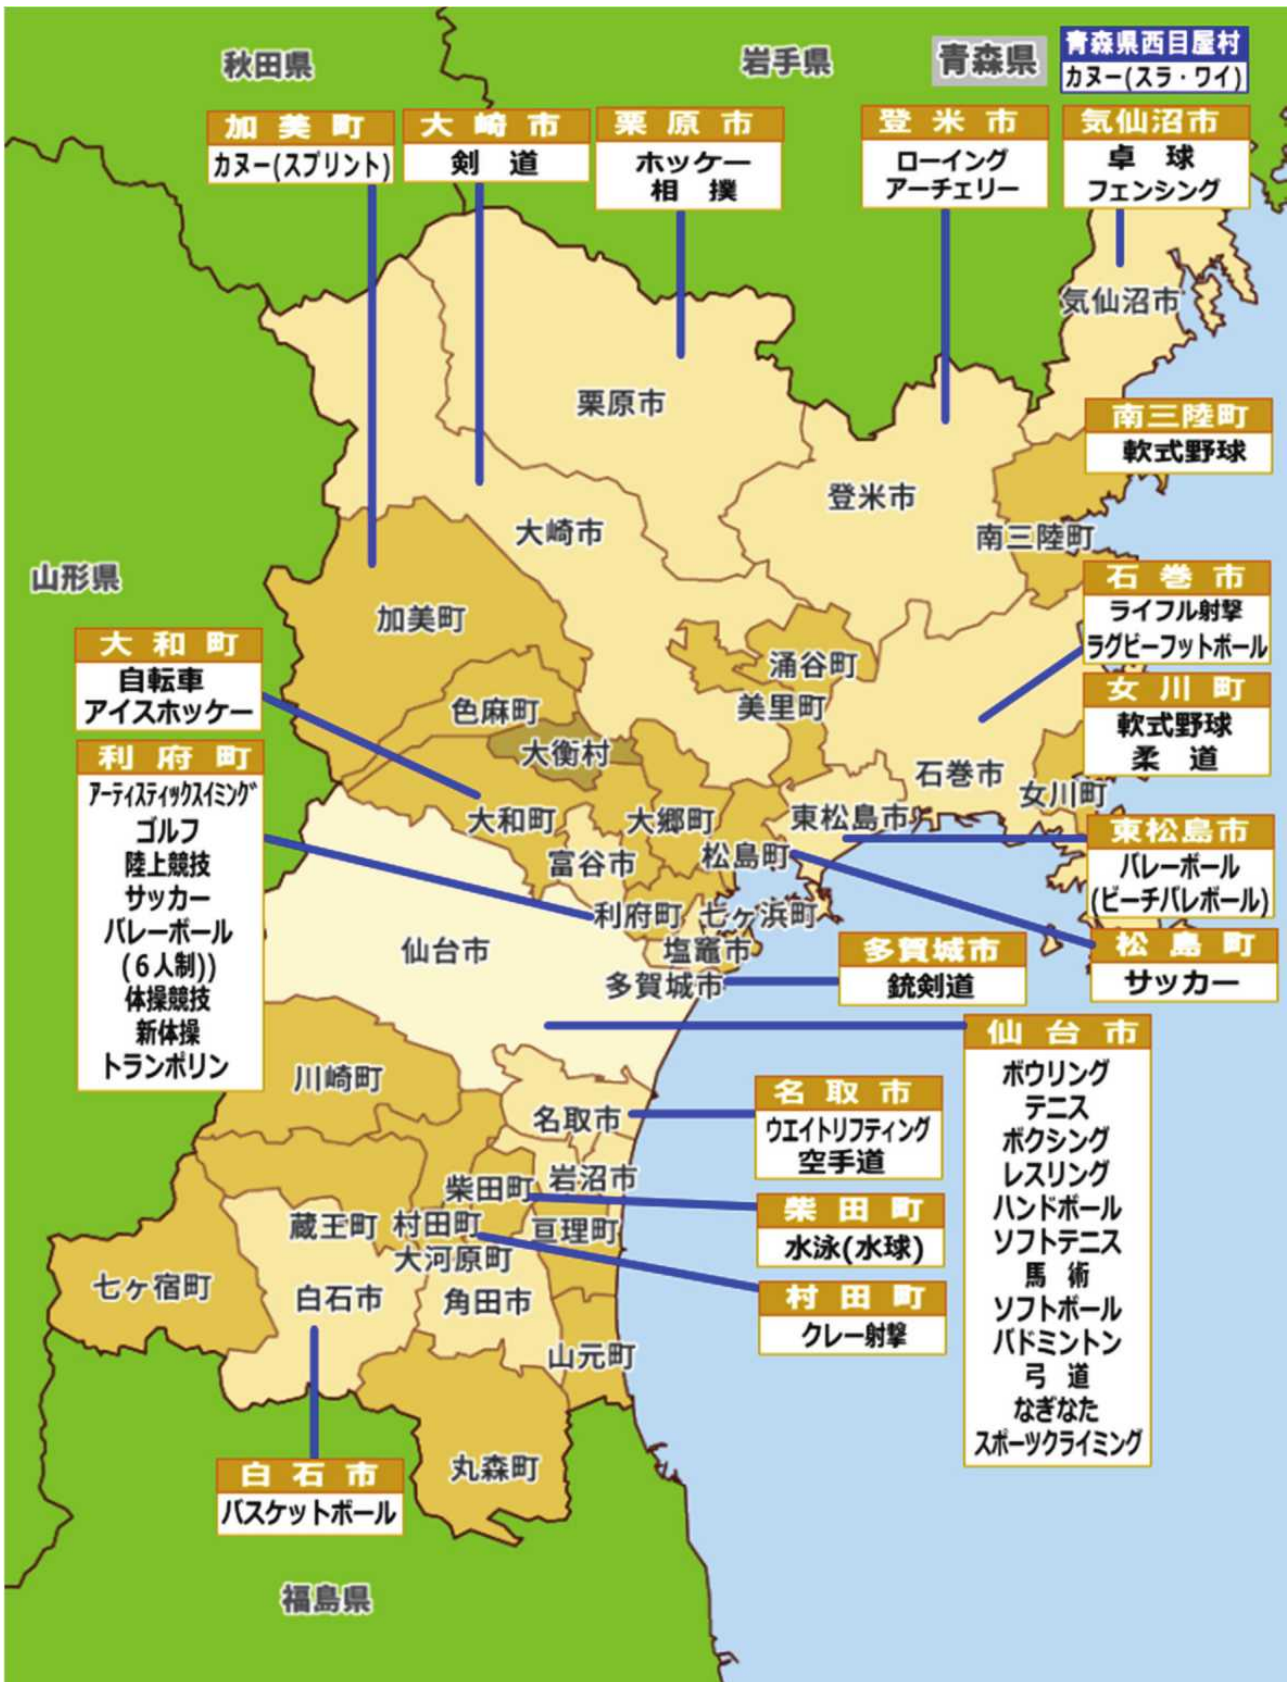 秋田県
岩手県
青森県
青森県西目屋村
カヌー(スラ・ワイ)
加美町
カヌー(スプリント)
大崎市
剣道
栗原市
ホッケー
相撲
登米市
ローイング
アーチェリー
気仙沼市
卓球
フェンシング
気仙沼市
栗原市
南三陸町
軟式野球
登米市
大崎市
南三陸町
山形県
加美町
石巻市
ライフル射撃
ラグビーフットボール
大和町
自転車
アイスホッケー
涌谷町
美里町
色麻町
大衡村
女川町
軟式野球
柔道
石巻市
女川町
利府町
アーティスティックスイミング
ゴルフ
陸上競技
サッカー
バレーボール
(6人制))
体操競技
新体操
トランポリン
大和町
大郷町
東松島市
富谷市
松島町
東松島市
バレーボール
(ビーチバレボール)
利府町
七ヶ浜町
仙台市
塩竈市
多賀城市
多賀城市
銃剣道
松島町
サッカー
仙台市
ボウリング
テニス
ボクシング
レスリング
ハンドボール
ソフトテニス
馬術
ソフトボール
バドミントン
弓道
なぎなた
スポーツクライミング
川崎町
名取市
名取市
ウエイトリフティング
空手道
岩沼市
柴田町
柴田町
水泳(水球)
蔵王町
村田町
亘理町
大河原町
七ヶ宿町
白石市
角田市
村田町
クレー射撃
山元町
丸森町
白石市
バスケットボール
福島県